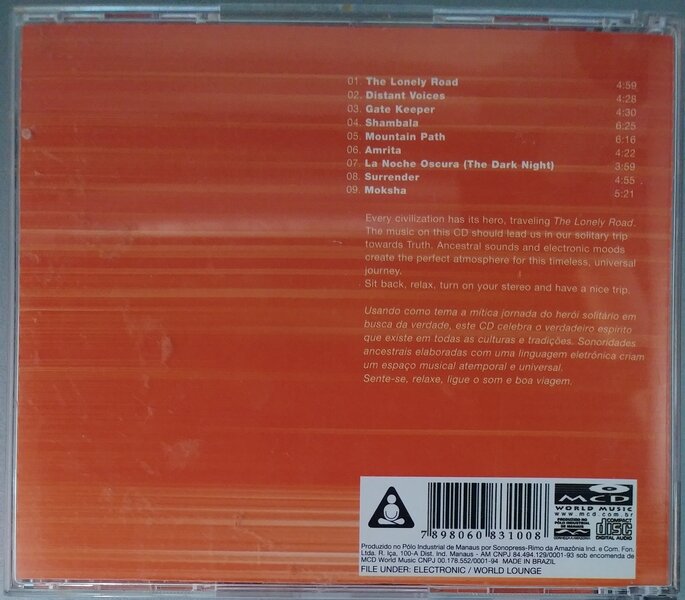 01. The Lonely Road 4:59
02. Distant Voices 4:28
03. Gate Keeper 4:30
04. Shambala 6:25
05. Mountain Path 6:16
06. Amrita 4:22
07. La Noche Oscura (The Dark Night) 3:59
08. Surrender 4:55
09. Moksha 5:21
Every civilization has its hero, traveling The Lonely Road.
The music on this CD should lead us in our solitary trip
towards Truth. Ancestral sounds and electronic moods
create the perfect atmosphere for this timeless, universal
journey.
Sit back, relax, turn on your stereo and have a nice trip.
Usando como tema a mítica jornada do herói solitário em
busca da verdade, este CD celebra o verdadeiro espírito
que existe em todas as culturas e tradições. Sonoridades
ancestrais elaboradas com uma linguagem eletrônica criam
um espaço musical atemporal e universal.
Sente-se, relaxe, ligue o som e boa viagem.
7 898060 831008
MCD
WORLD MUSIC
www.mcd.com.br
PRODUZIDO NO
PÓLO INDUSTRIAL
DE MANAUS
COMPACT
disc
DIGITAL AUDIO
Produzido no Pólo Industrial de Manaus por Sonopress-Rimo da Amazônia Ind. e Com. Fon.
Ltda. R. Iça, 100-A Dist. Ind. Manaus - AM CNPJ 84.494.129/0001-93 sob encomenda de
MCD World Music CNPJ 00.178.552/0001-94 MADE IN BRAZIL
FILE UNDER: ELECTRONIC / WORLD LOUNGE